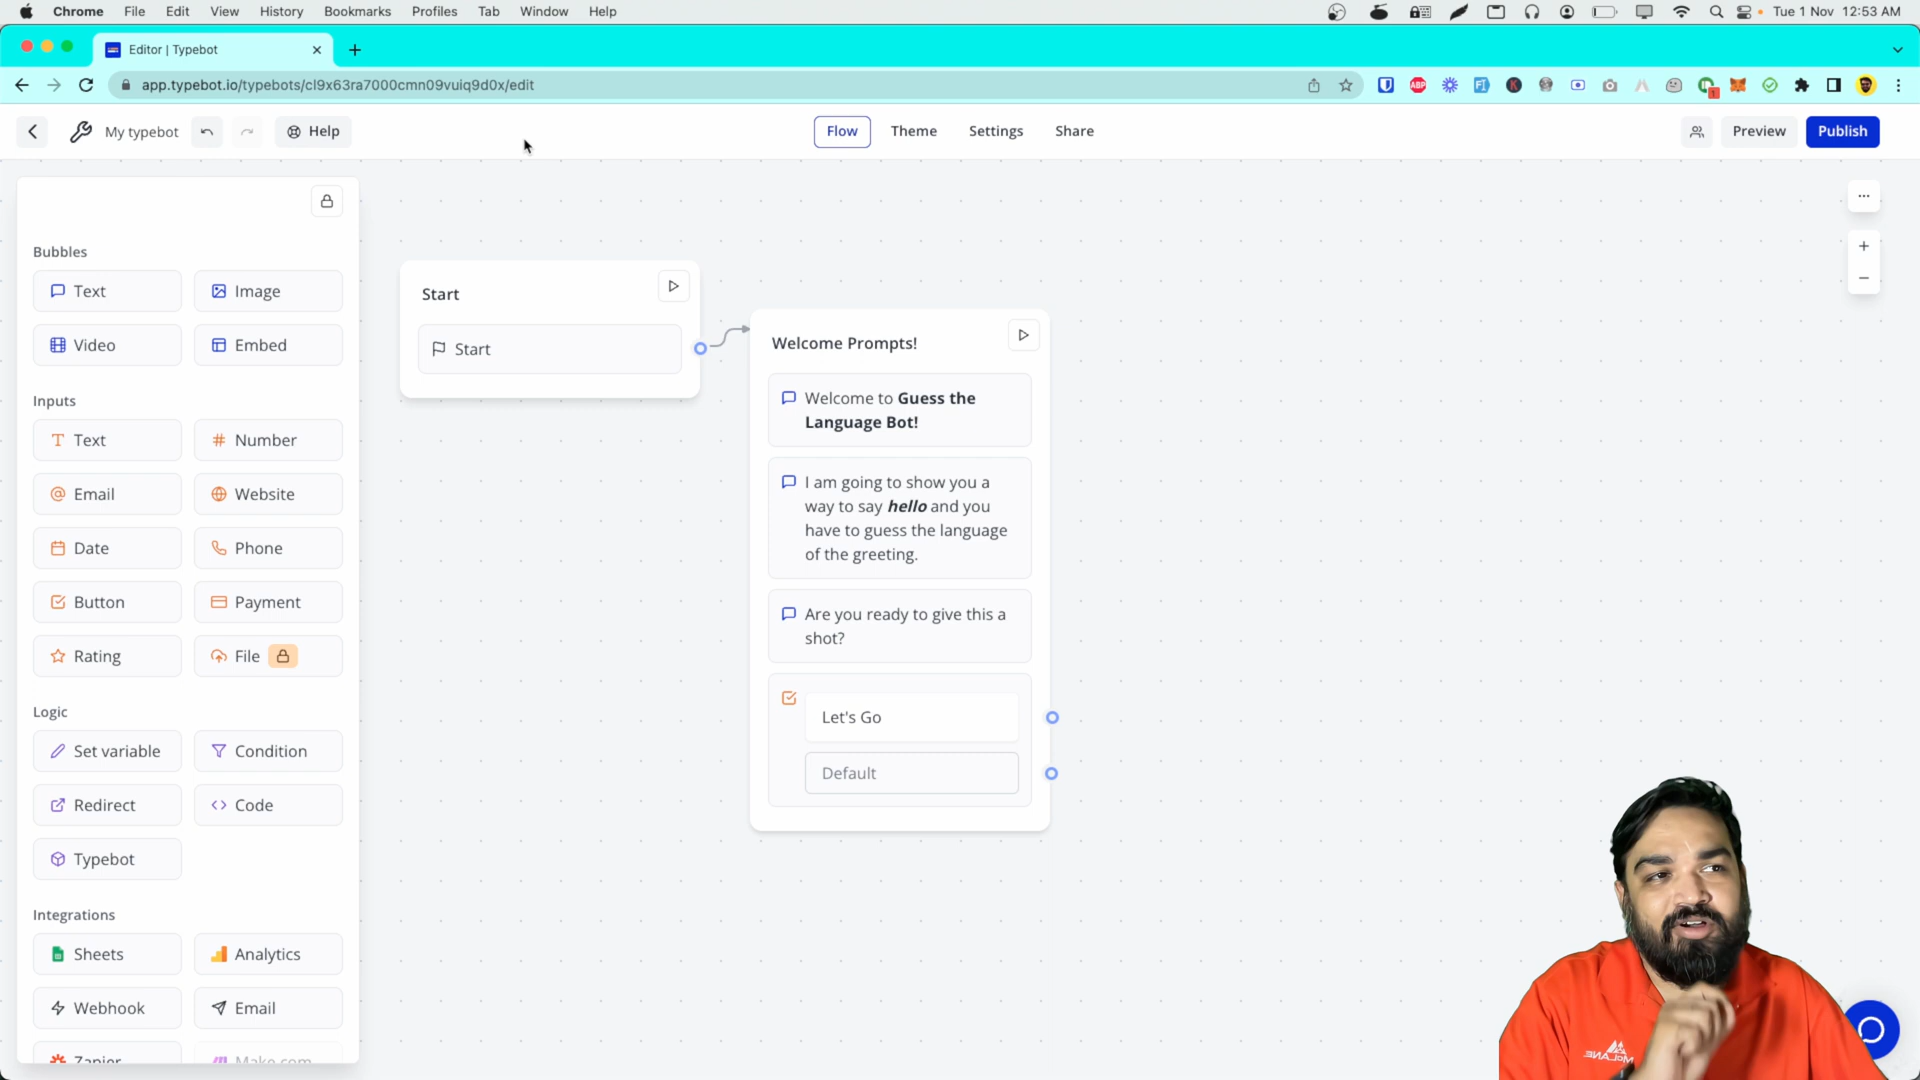 Chrome File Edit View History Bookmarks Profiles Tab Window Help Tue 1 Nov 12:53 AM
Editor | Typebot
app.typebot.io/typebots/cl9x63ra7000cmn09vuiq9d0x/edit
My typebot Help Flow Theme Settings Share Preview Publish
Bubbles
Text Image
Video Embed
Inputs
Text Number
Email Website
Date Phone
Button Payment
Rating File
Logic
Set variable Condition
Redirect Code
Typebot
Integrations
Sheets Analytics
Webhook Email
Zapier Make.com
Start
Start
Welcome Prompts!
Welcome to Guess the
Language Bot!
I am going to show you a
way to say hello and you
have to guess the language
of the greeting.
Are you ready to give this a
shot?
Let's Go
Default
McLANE